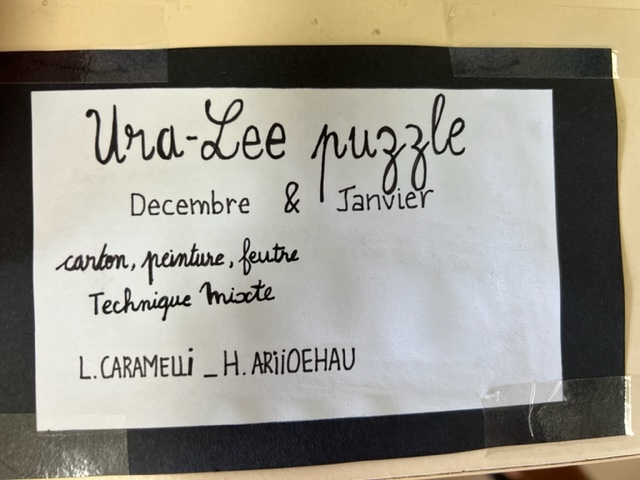 Ura-Lee puzzle
Decembre & Janvier
carton, peinture, feutre
Technique Mixte
L.CARAMELLi _ H. ARiiOEHAU